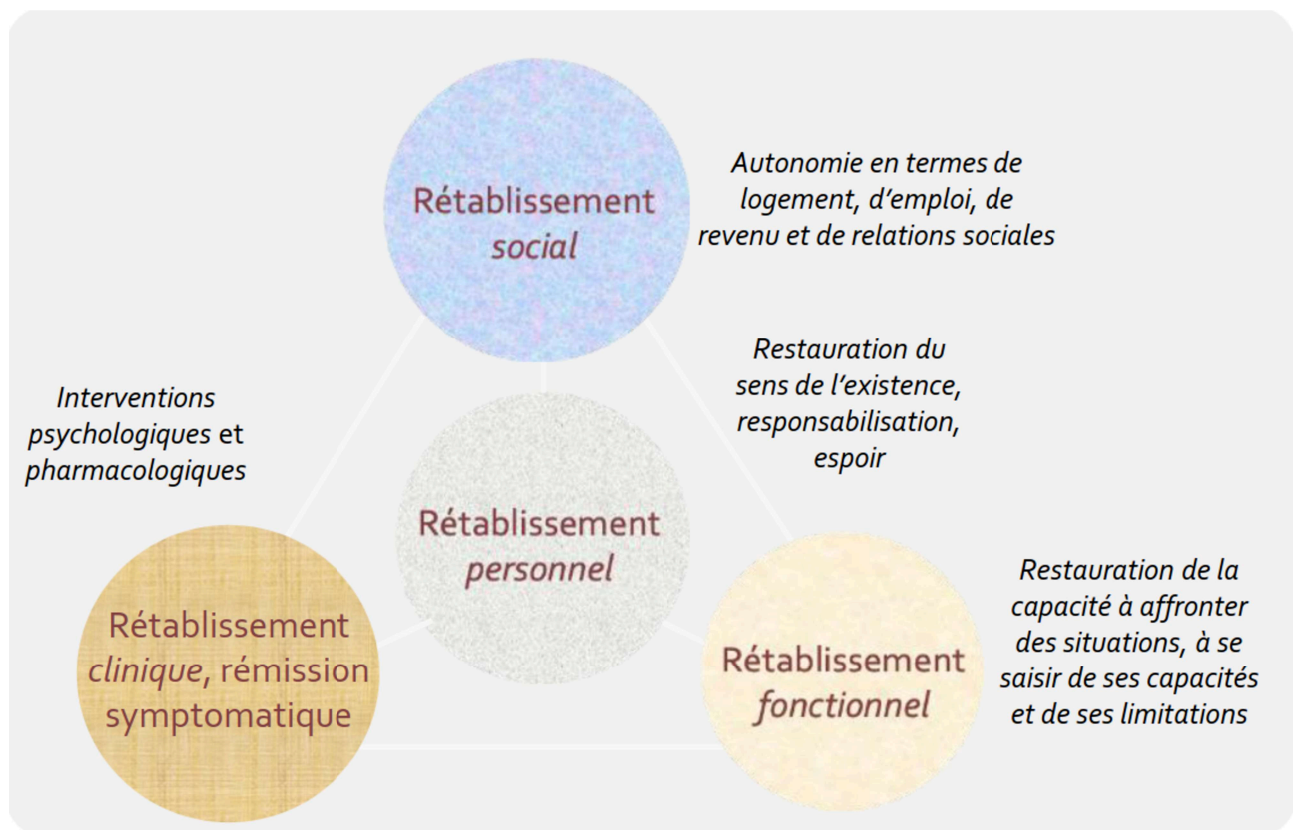 Rétablissement
social
Autonomie en termes de
logement, d'emploi, de
revenu et de relations sociales
Restauration du
sens de l'existence,
responsabilisation,
espoir
Interventions
psychologiques et
pharmacologiques
Rétablissement
personnel
Rétablissement
clinique, rémission
symptomatique
Rétablissement
fonctionnel
Restauration de la
capacité à affronter
des situations, à se
saisir de ses capacités
et de ses limitations